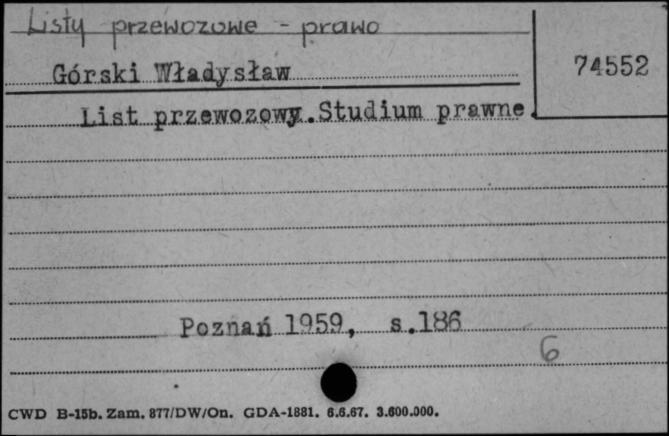 Listy przewozowe - prawo
Górski Władysław
74552
List przewozowy. Studium prawne.
Poznań 1959, s.186
6
CWD B-15b. Zam. 877/DW/On. GDA-1881. 6.6.67. 3.600.000.